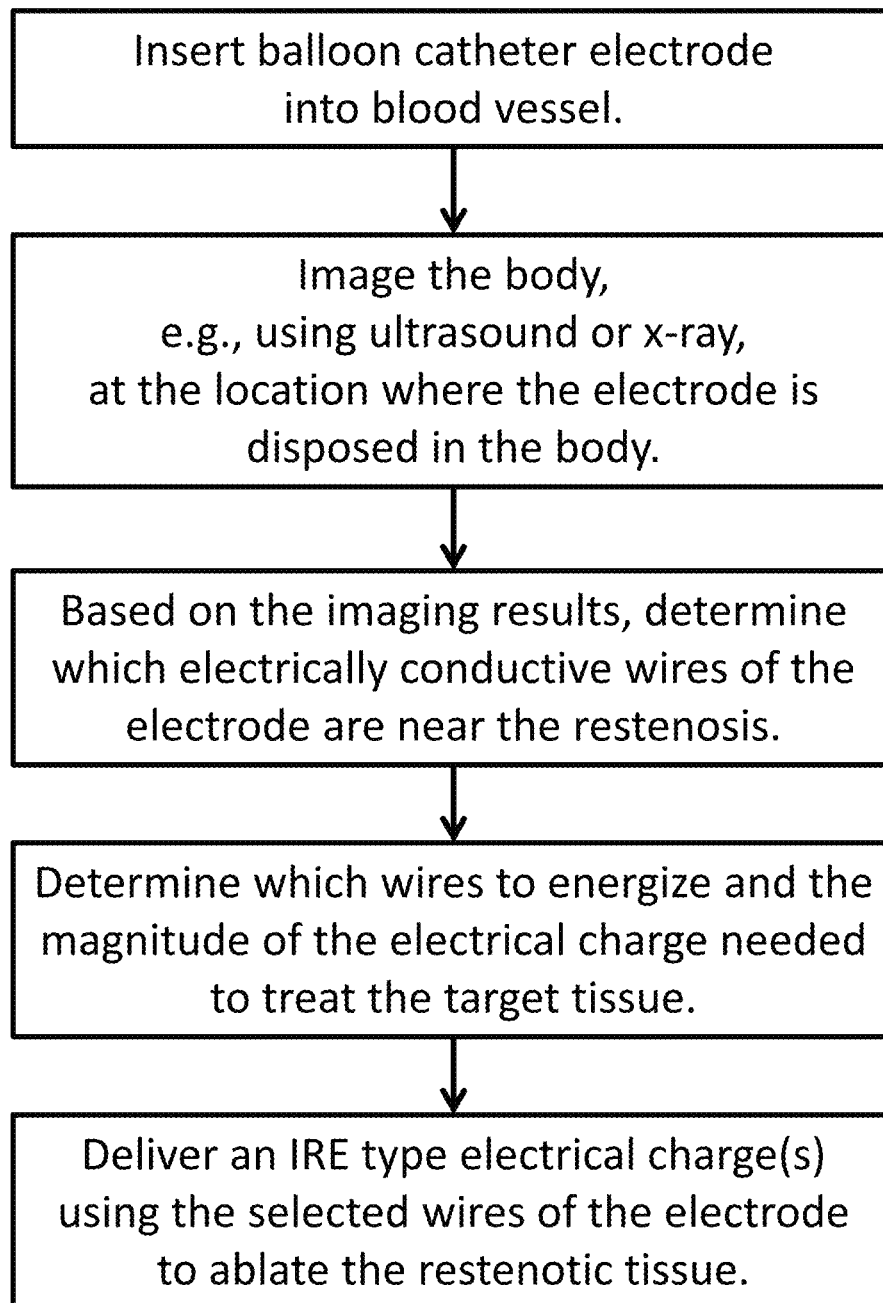 Insert balloon catheter electrode
into blood vessel.
Image the body,
e.g., using ultrasound or x-ray,
at the location where the electrode is
disposed in the body.
Based on the imaging results, determine
which electrically conductive wires of the
electrode are near the restenosis.
Determine which wires to energize and the
magnitude of the electrical charge needed
to treat the target tissue.
Deliver an IRE type electrical charge(s)
using the selected wires of the electrode
to ablate the restenotic tissue.